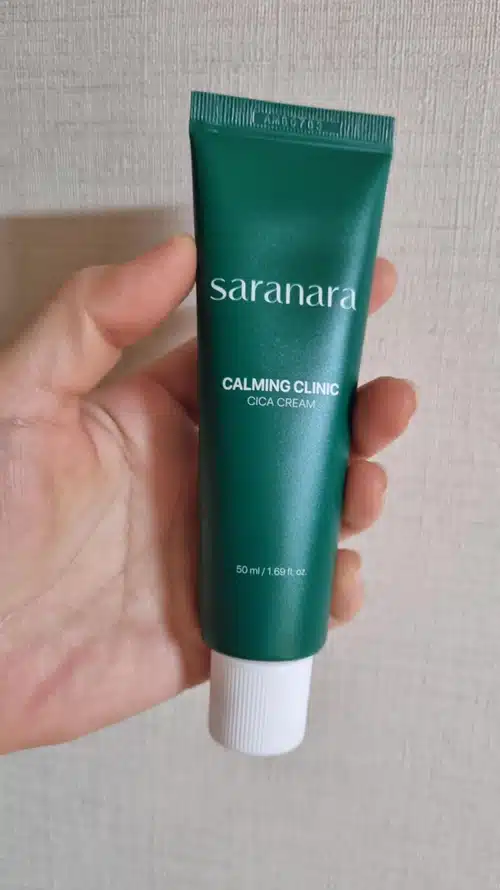 saranara
CALMING CLINIC
CICA CREAM
50 ml / 1.69 fl. oz.